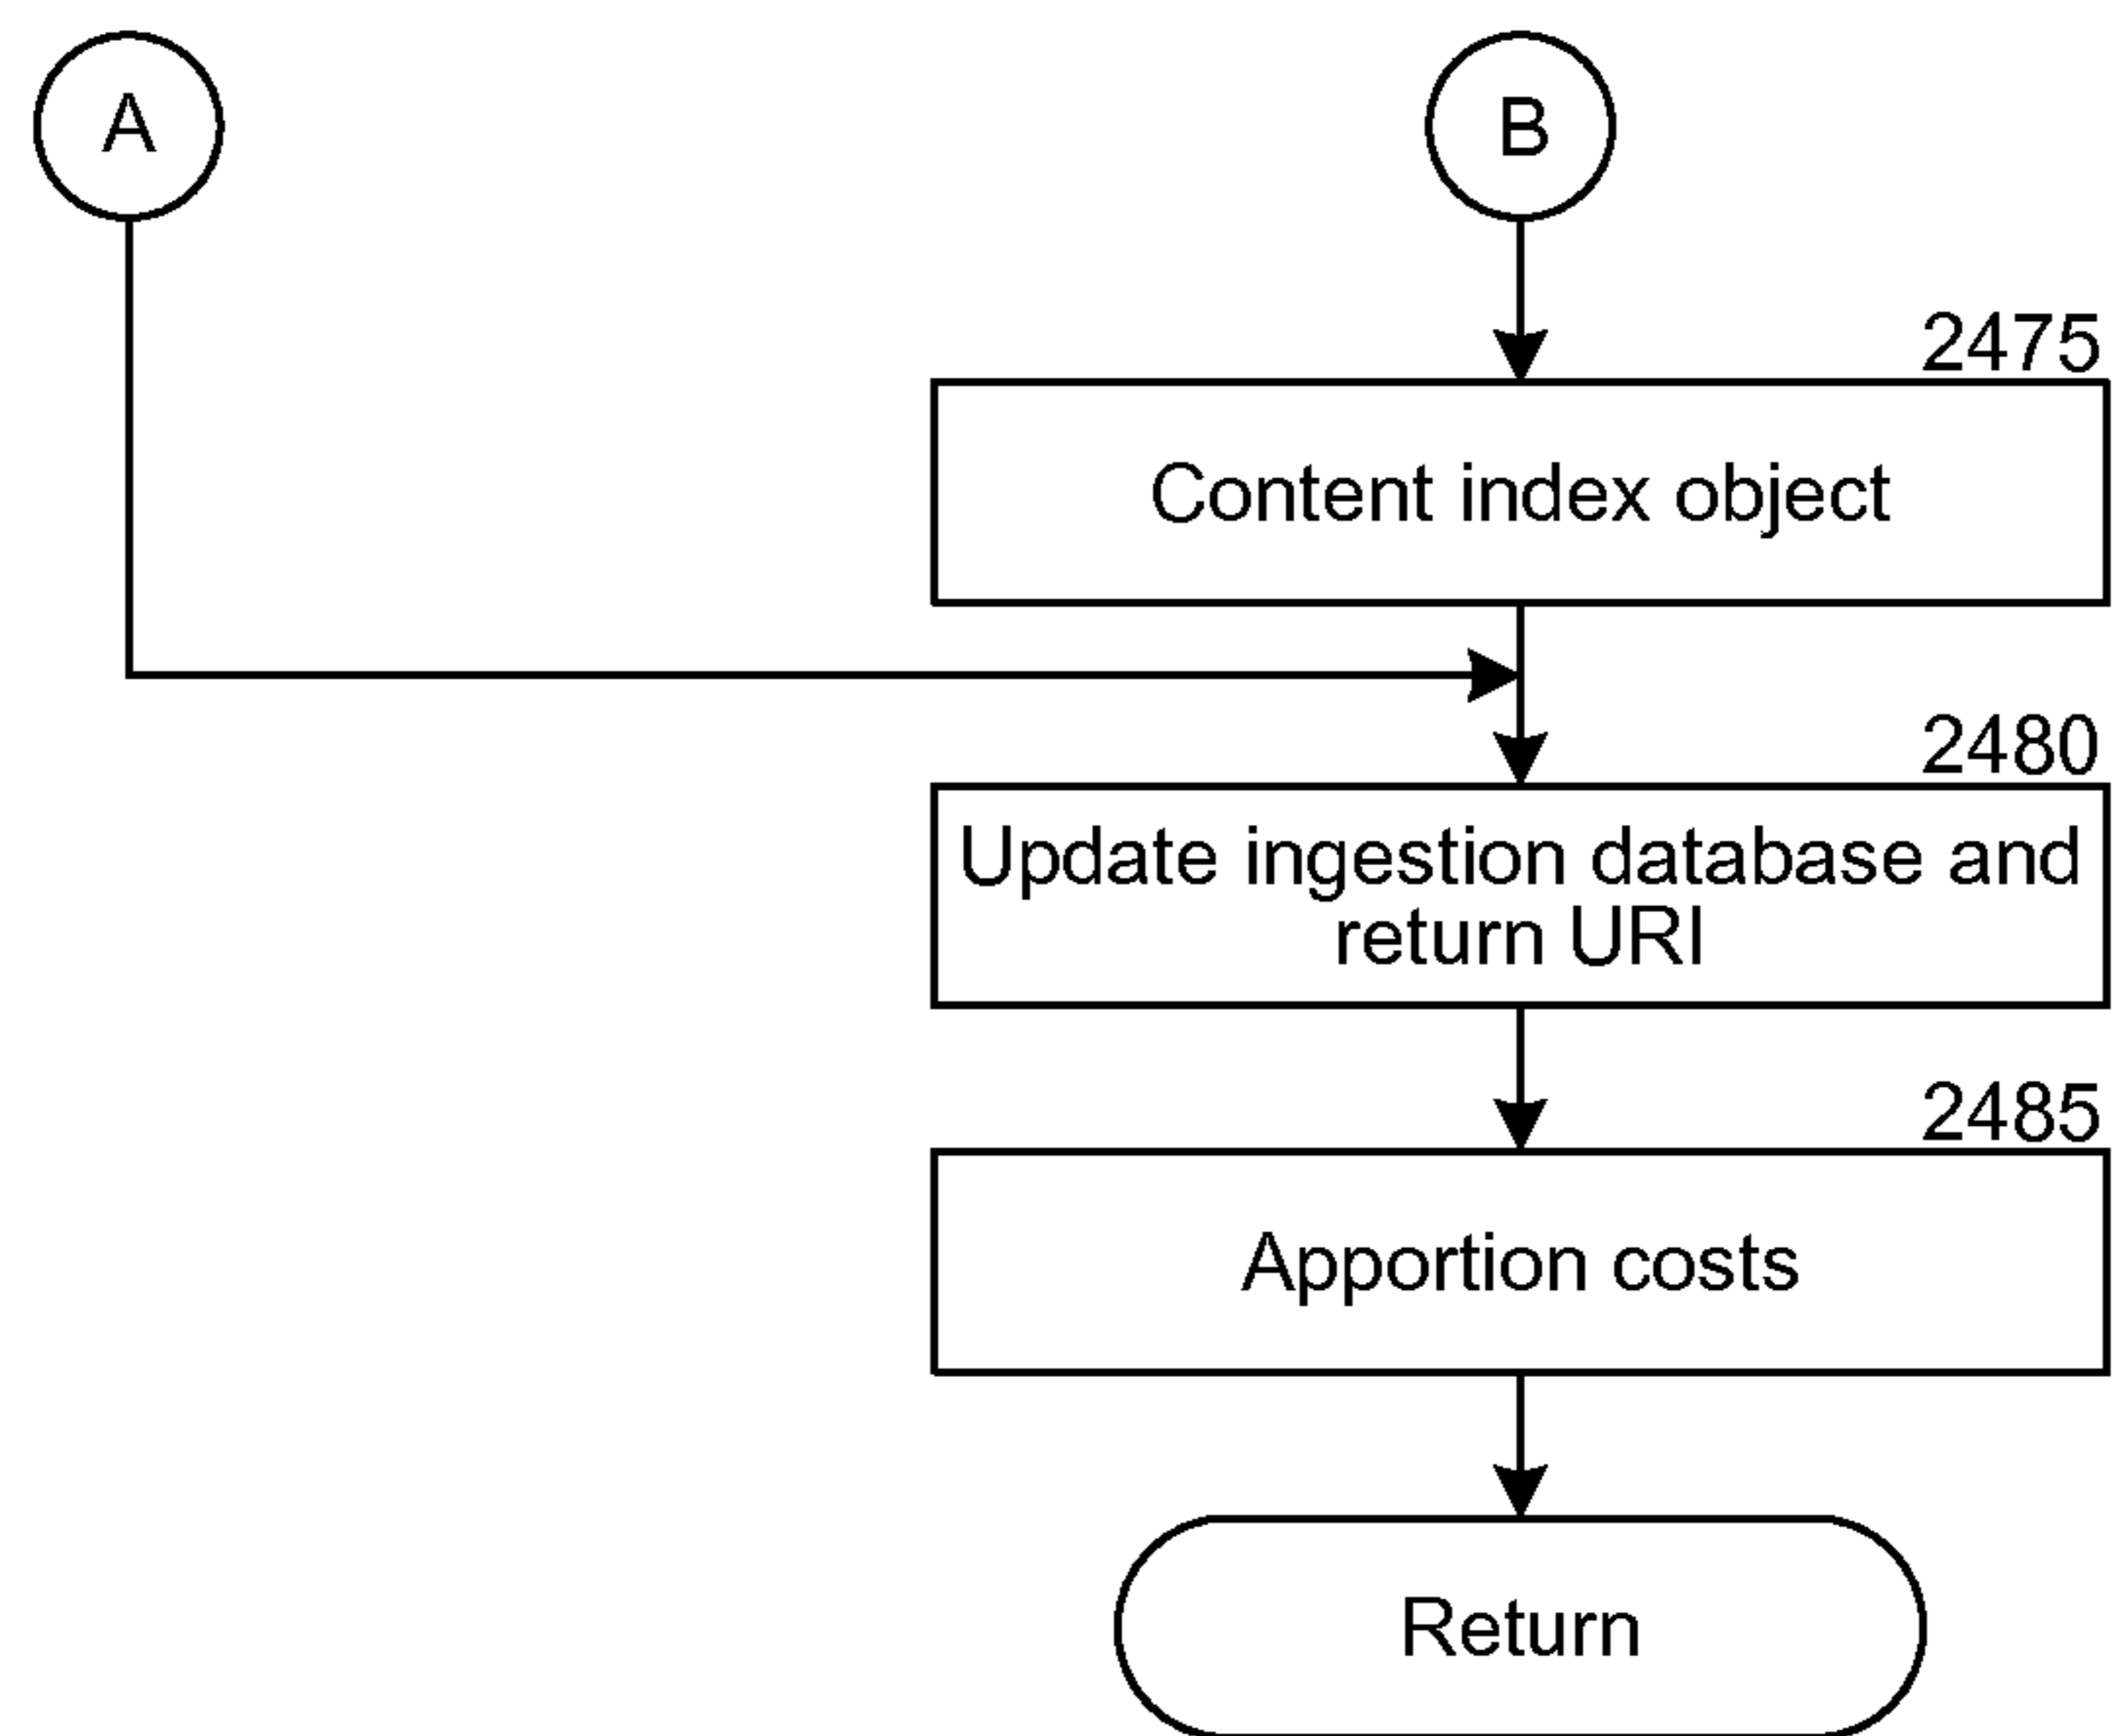 A
B
2475
Content index object
2480
Update ingestion database and
return URI
2485
Apportion costs
Return